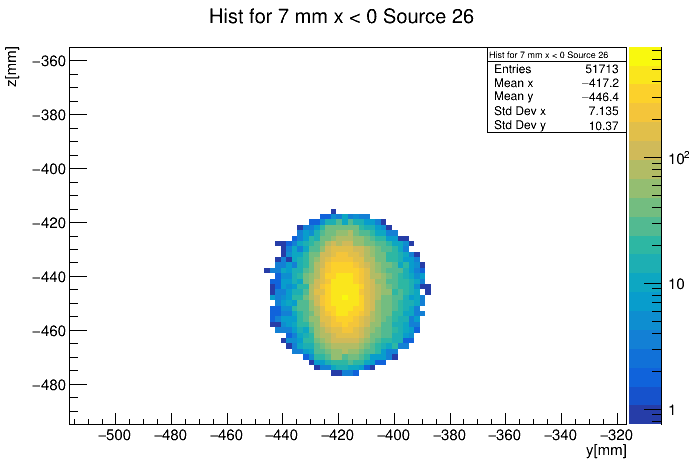 Hist for 7 mm x < 0 Source 26
Hist for 7 mm x < 0 Source 26
Entries 51713
Mean x −417.2
Mean y −446.4
Std Dev x 7.135
Std Dev y 10.37
z[mm]
−360
−380
−400
−420
−440
−460
−480
10²
10
1
−500 −480 −460 −440 −420 −400 −380 −360 −340 −320
y[mm]